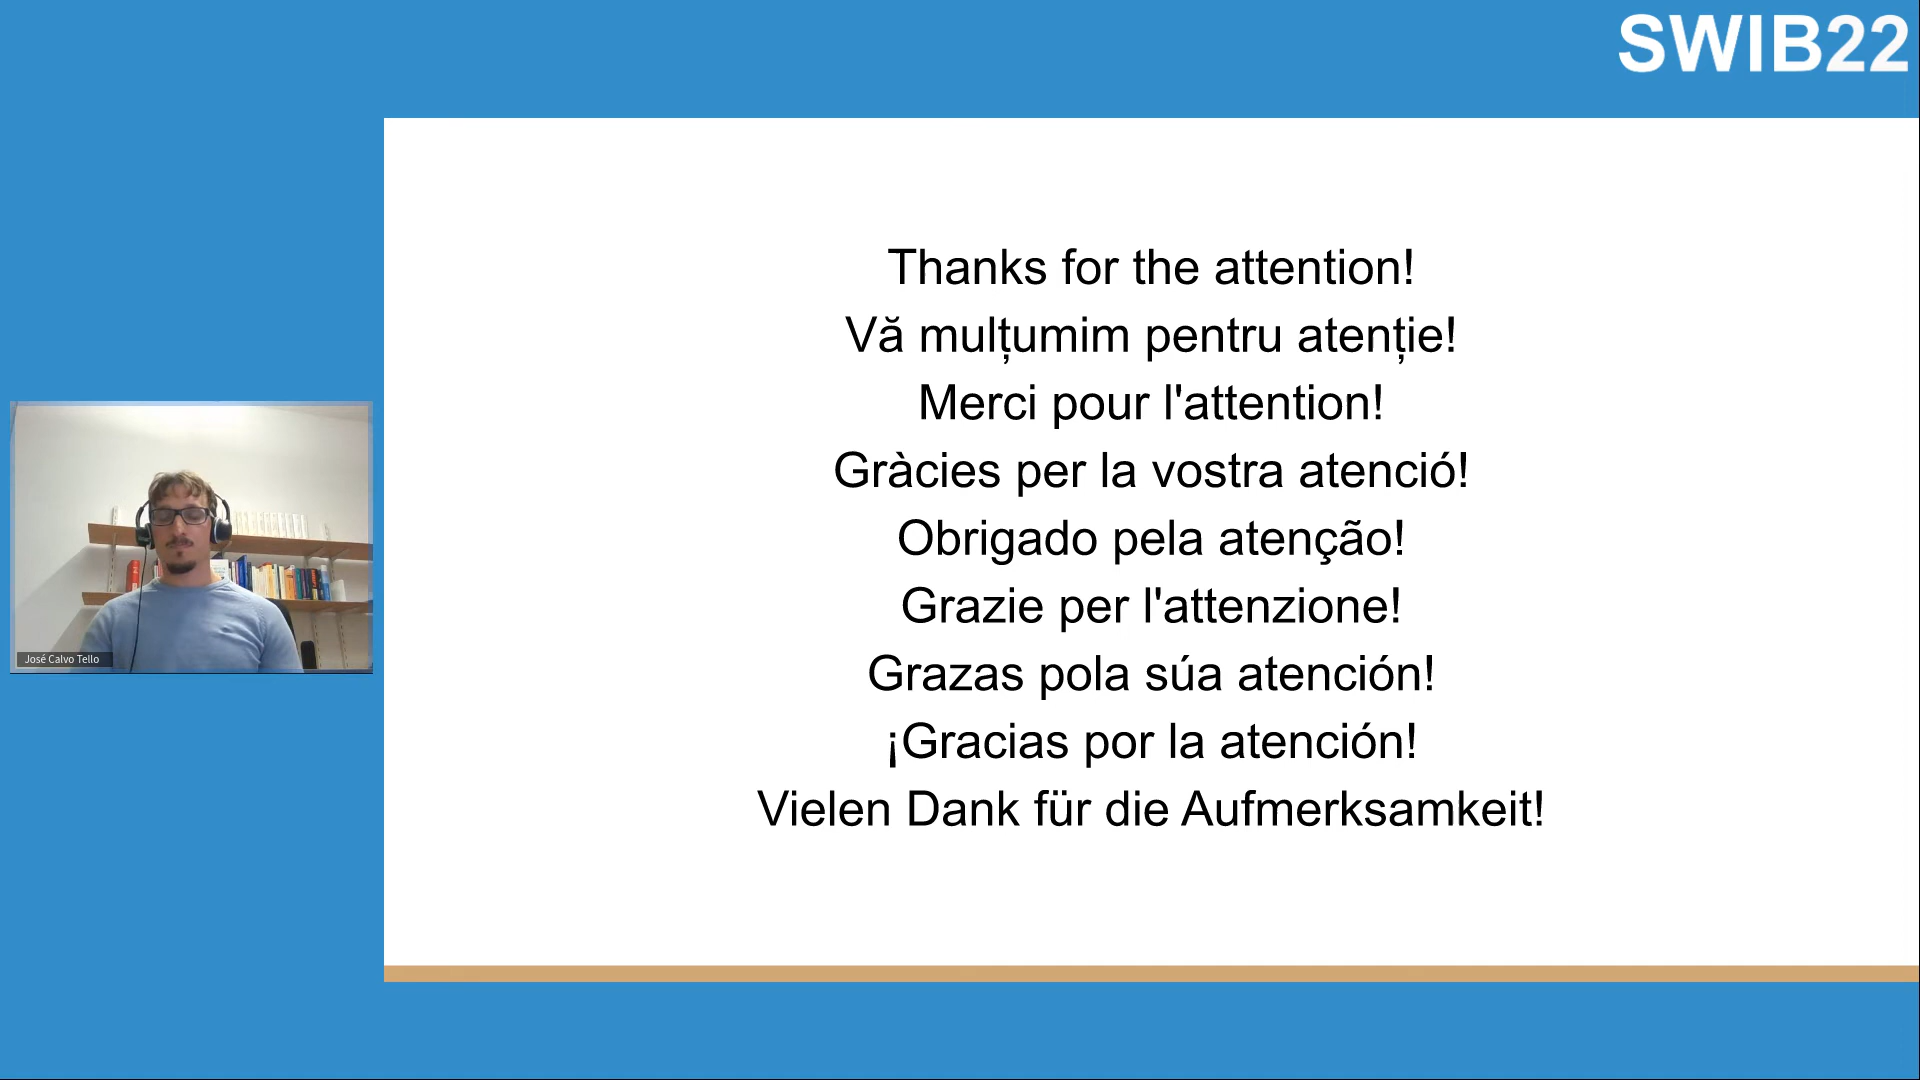 SWIB22
Thanks for the attention!
Vă mulțumim pentru atenție!
Merci pour l'attention!
Gràcies per la vostra atenció!
Obrigado pela atenção!
Grazie per l'attenzione!
Grazas pola súa atención!
¡Gracias por la atención!
Vielen Dank für die Aufmerksamkeit!
José Calvo Tello